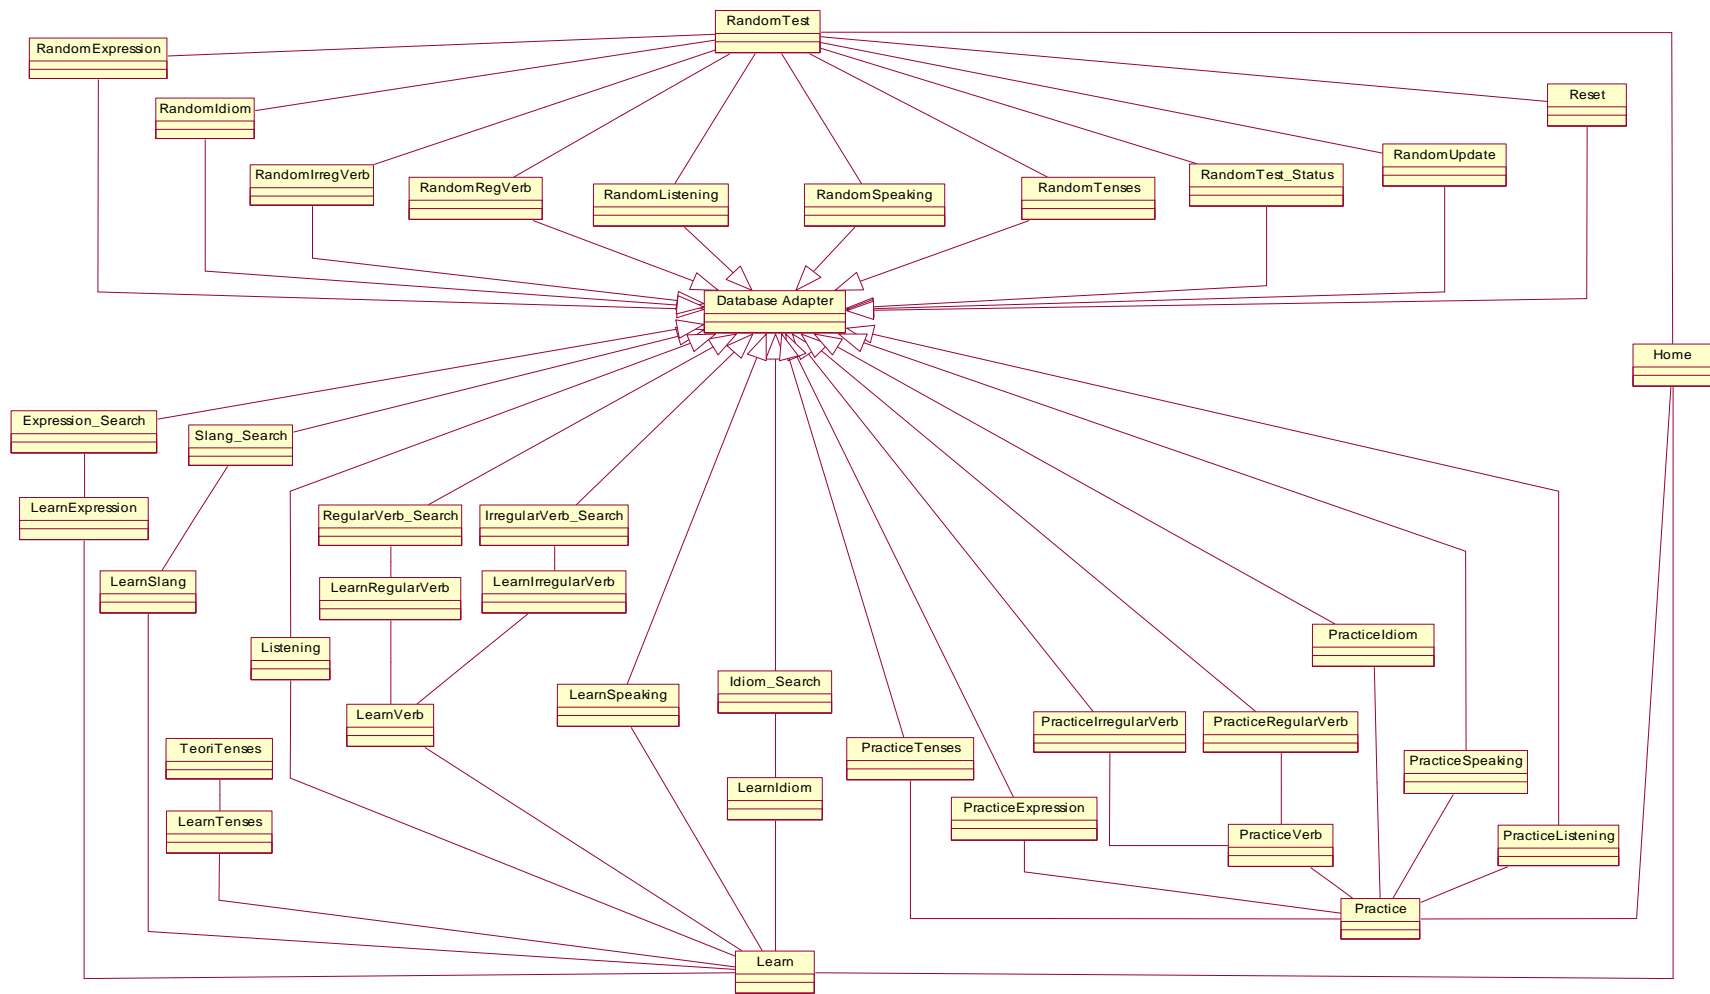 RandomTest
RandomExpression
Reset
RandomIdiom
RandomUpdate
RandomIrregVerb
RandomTest_Status
RandomRegVerb
RandomTenses
RandomListening
RandomSpeaking
Database Adapter
Home
Expression_Search
Slang_Search
LearnExpression
RegularVerb_Search
IrregularVerb_Search
LearnSlang
LearnRegularVerb
LearnIrregularVerb
PracticeIdiom
Listening
Idiom_Search
LearnSpeaking
LearnVerb
PracticeIrregularVerb
PracticeRegularVerb
TeoriTenses
PracticeTenses
PracticeSpeaking
LearnIdiom
PracticeExpression
LearnTenses
PracticeVerb
PracticeListening
Practice
Learn